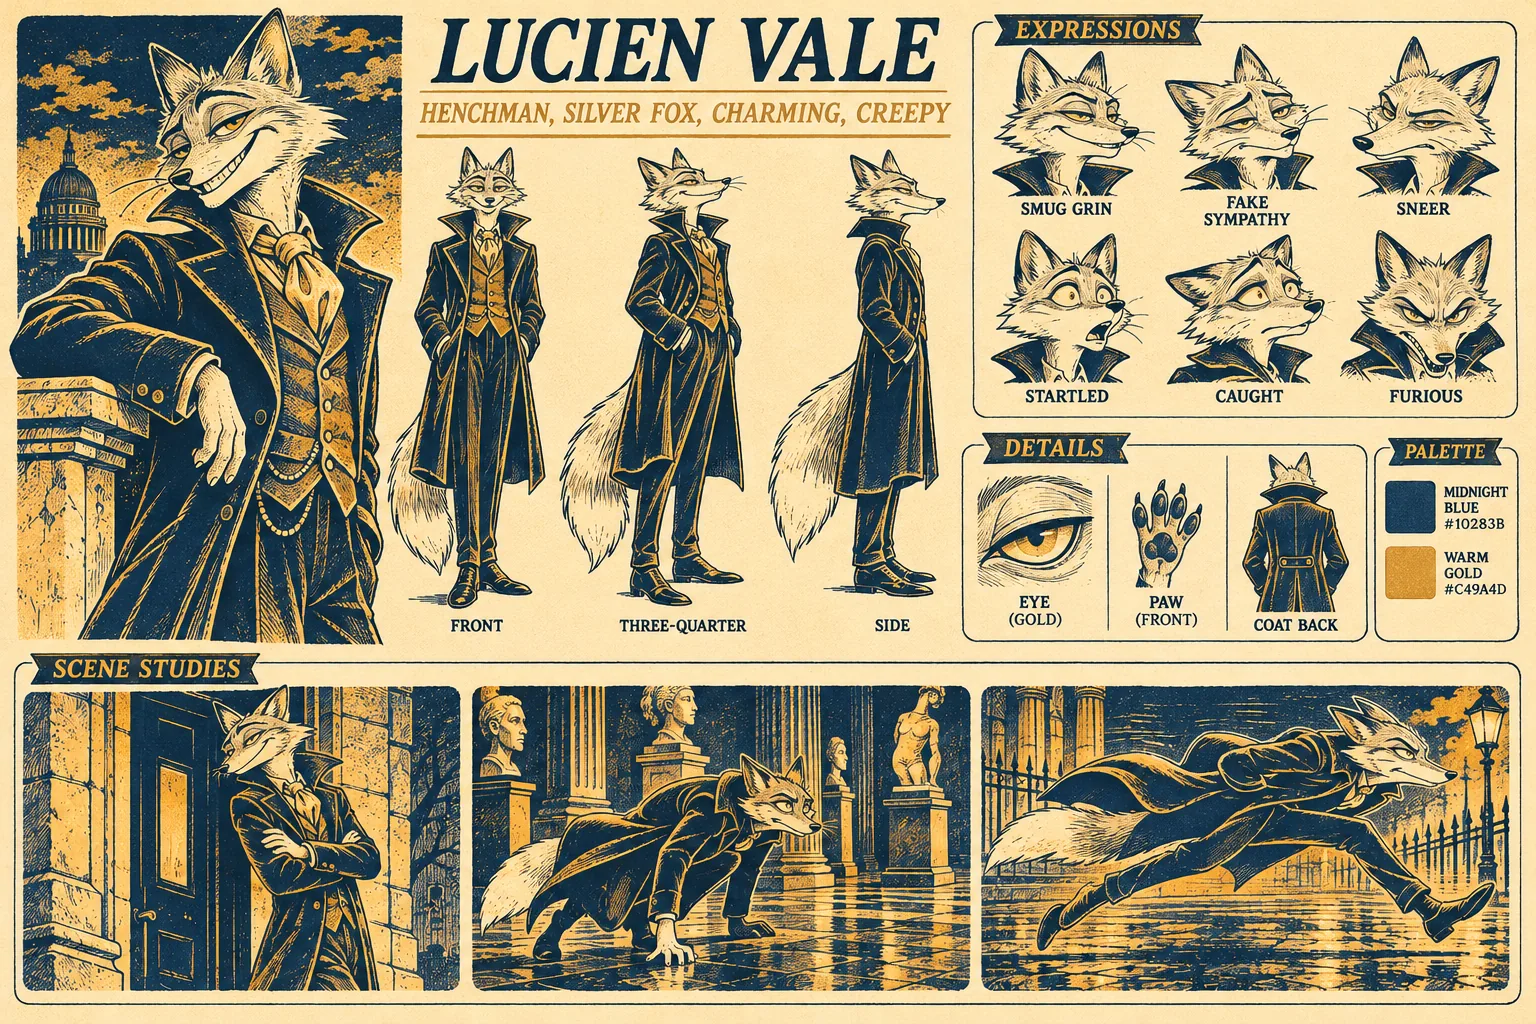 LUCIEN VALE
HENCHMAN, SILVER FOX, CHARMING, CREEPY
FRONT
THREE-QUARTER
SIDE
EXPRESSIONS
SMUG GRIN
FAKE
SYMPATHY
SNEER
STARTLED
CAUGHT
FURIOUS
DETAILS
EYE
(GOLD)
PAW
(FRONT)
COAT BACK
PALETTE
MIDNIGHT
BLUE
#10283B
WARM
GOLD
#C49A4D
SCENE STUDIES